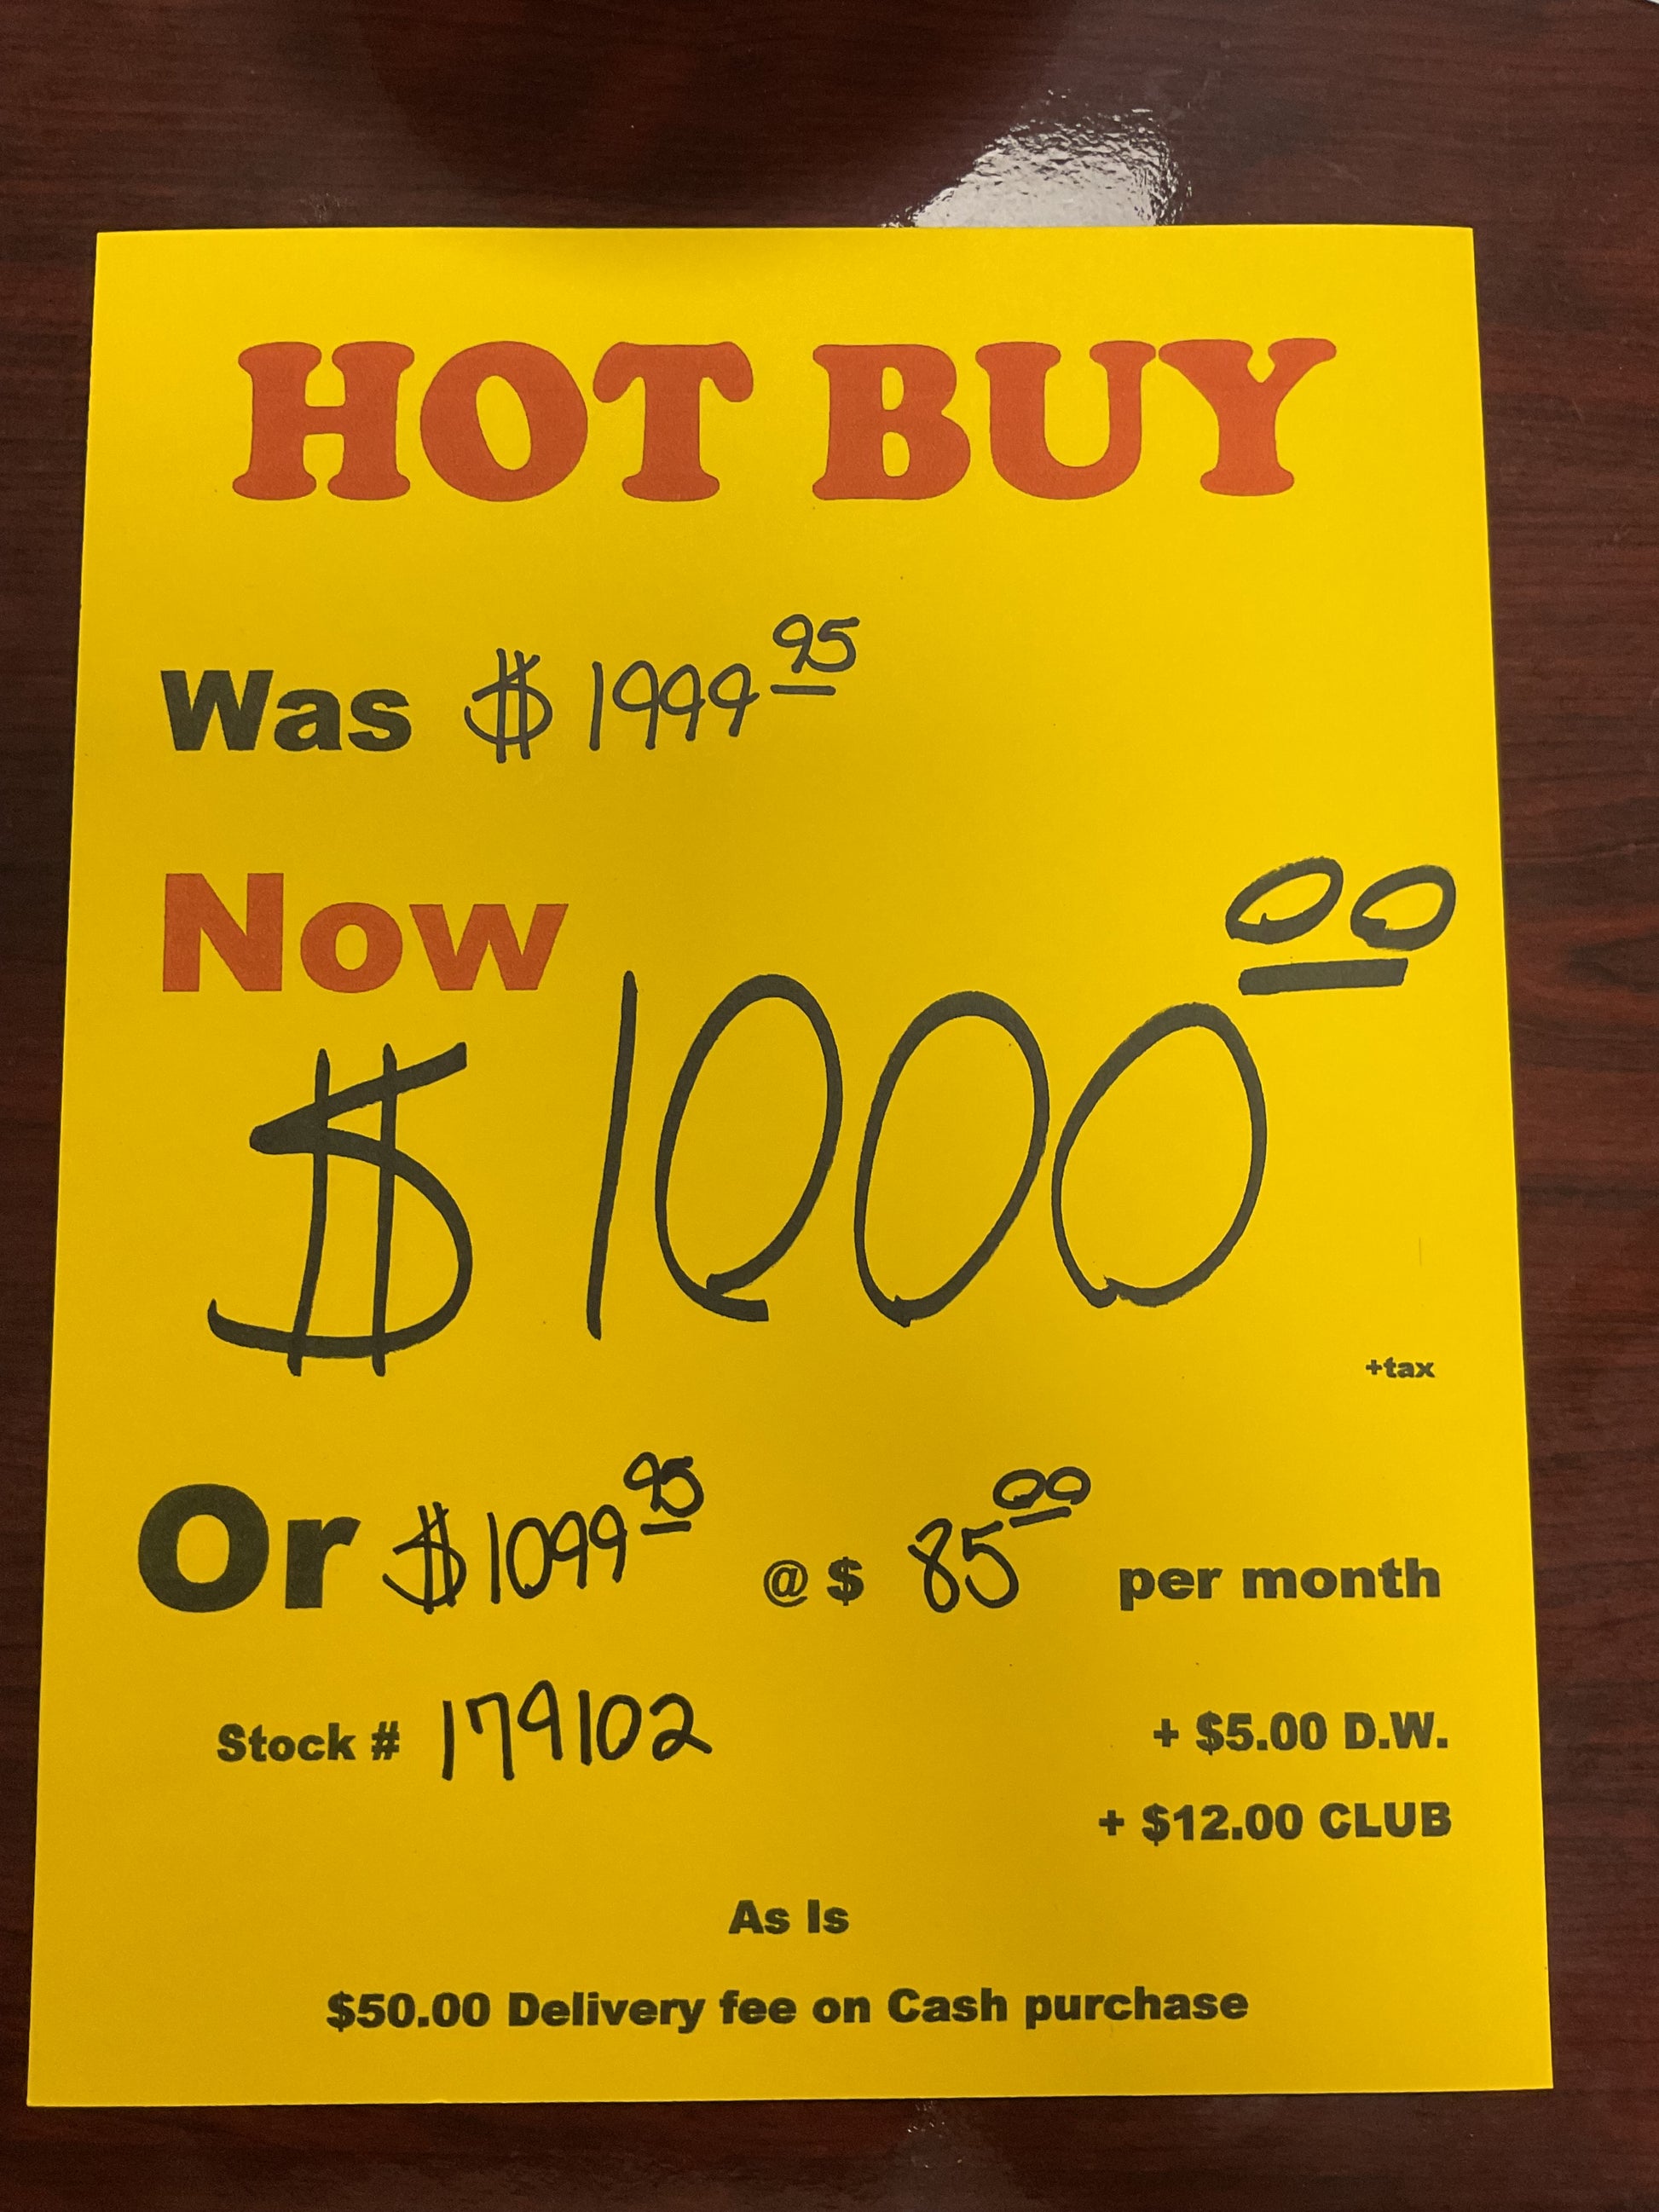 HOT BUY
Was $ 1999 95
Now
$ 1000 00
+tax
Or $1099 95 @ $ 85 00 per month
Stock # 179102
+ $5.00 D.W.
+ $12.00 CLUB
As Is
$50.00 Delivery fee on Cash purchase